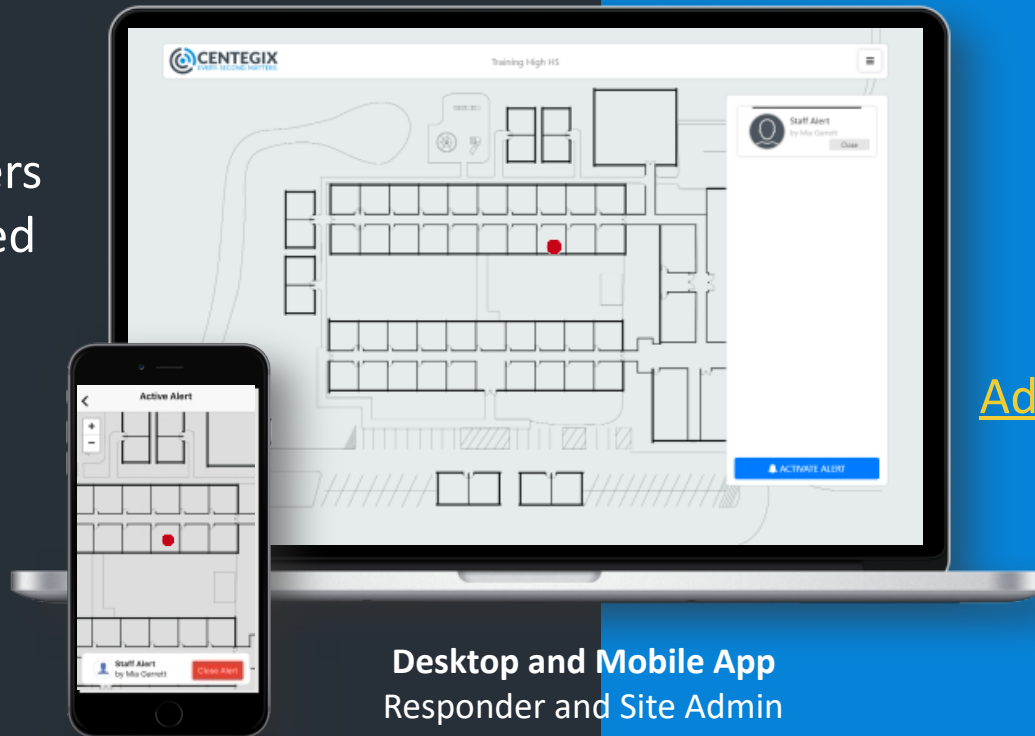 CENTEGIX
EVERY SECOND MATTERS
Training High HS
Staff Alert
by Mia Garrett
Close
ers
ed
Active Alert
+
−
Ad
ACTIVATE ALERT
Staff Alert
by Mia Garrett
Close Alert
Desktop and Mobile App
Responder and Site Admin